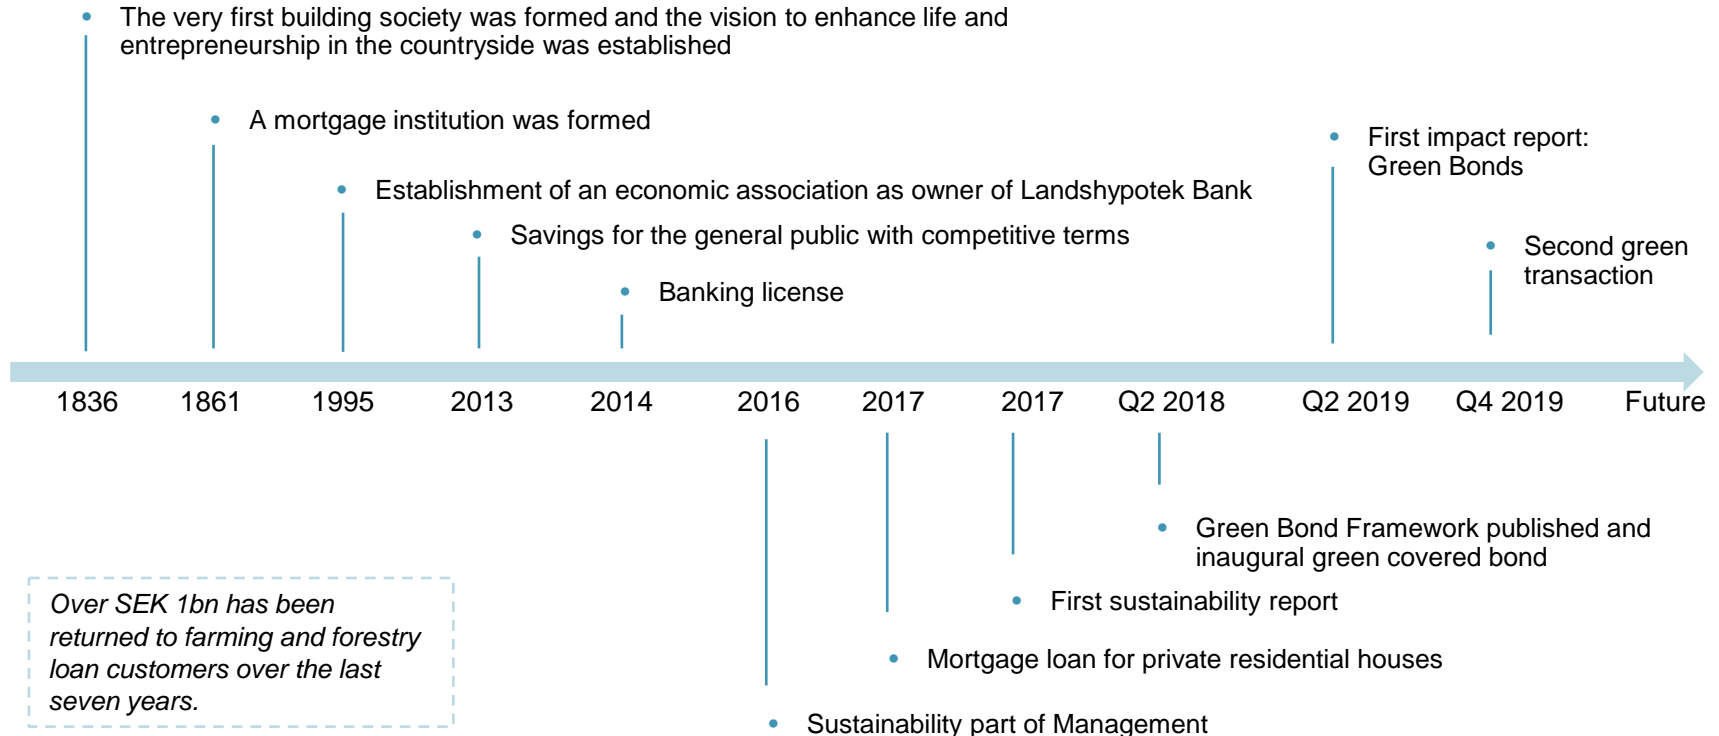 The very first building society was formed and the vision to enhance life and
entrepreneurship in the countryside was established
A mortgage institution was formed
First impact report:
Green Bonds
Establishment of an economic association as owner of Landshypotek Bank
Savings for the general public with competitive terms
Second green
transaction
Banking license
1836
1861
1995
2013
2014
2016
2017
2017
Q2 2018
Q2 2019
Q4 2019
Future
Green Bond Framework published and
inaugural green covered bond
First sustainability report
Mortgage loan for private residential houses
Sustainability part of Management
Over SEK 1bn has been
returned to farming and forestry
loan customers over the last
seven years.